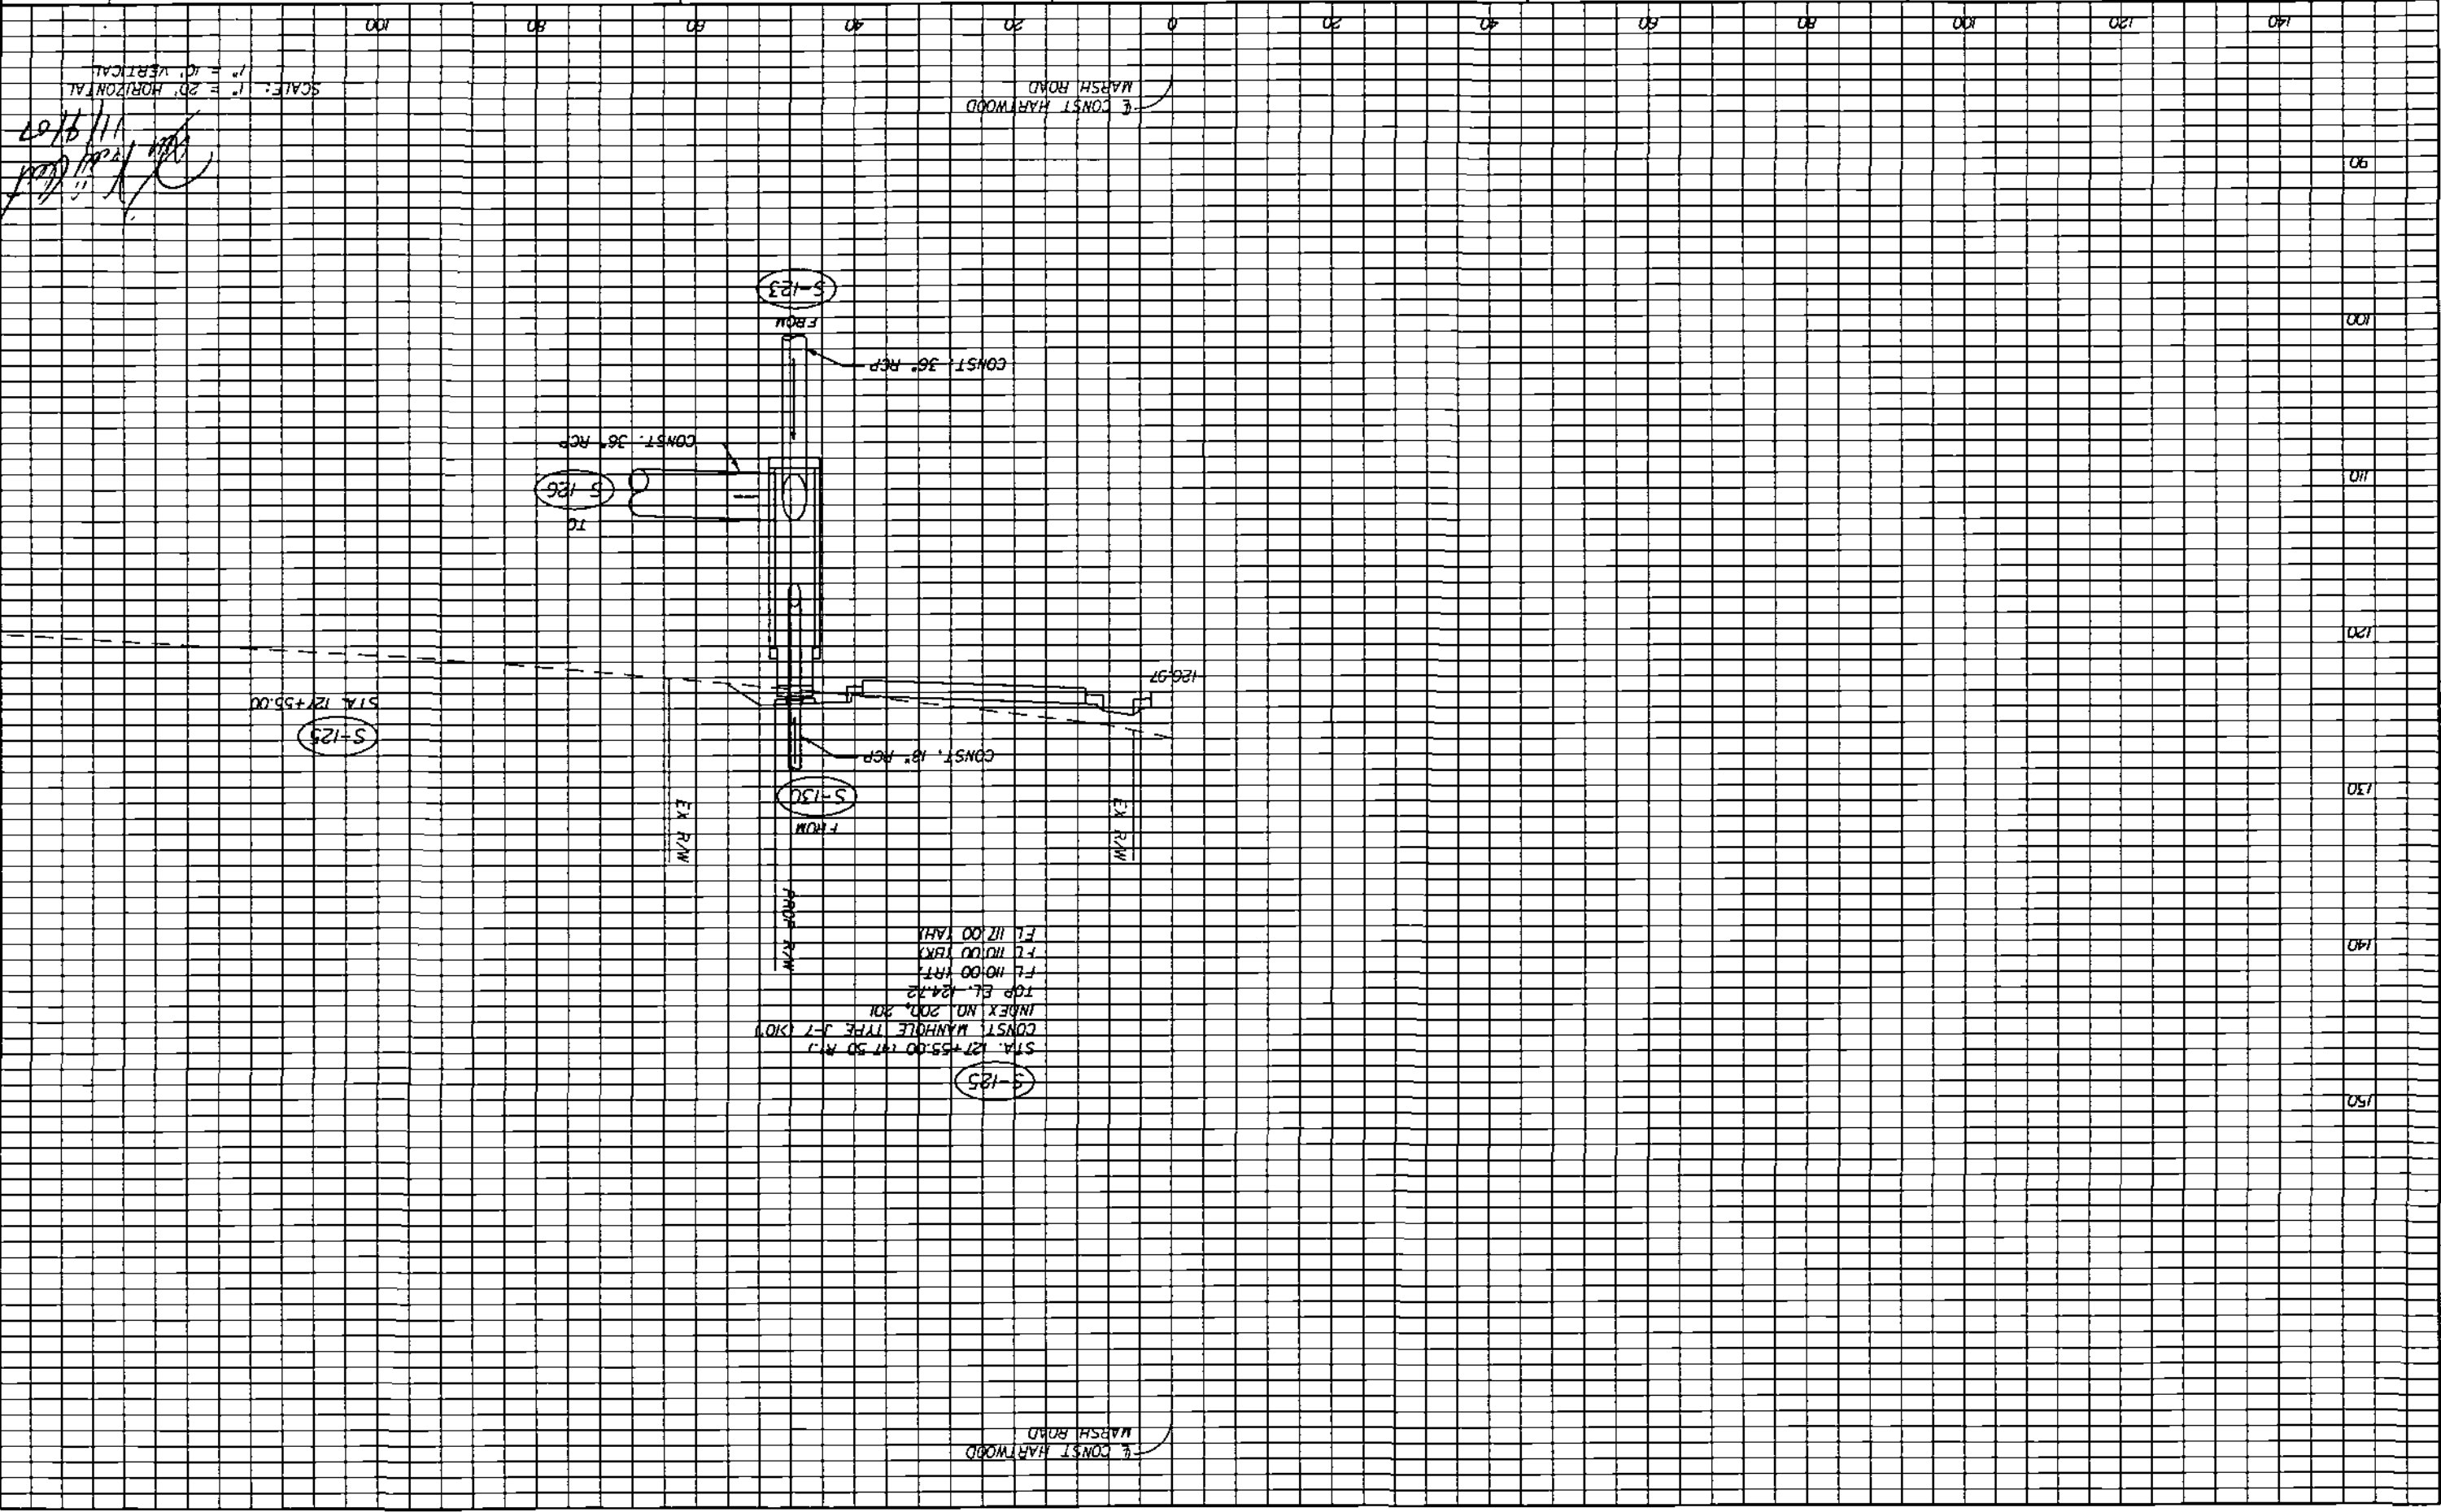 ℄ CONST HARTWOOD
MARSH ROAD
150
S-125
STA. 127+55.00 (47.50 RT.)
CONST. MANHOLE TYPE J-7 (>10')
INDEX NO. 200, 201
TOP EL. 124.72
FL 110.00 (RT)
FL 110.00 (BK)
FL 117.00 (AH)
140
PROP R/W
EX R/W
EX R/W
FROM
S-130
130
CONST. 18" RCP
S-125
STA. 127+55.00
126.97
120
TO
S-126
110
CONST. 36" RCP
CONST. 36" RCP
FROM
S-123
100
90
℄ CONST HARTWOOD
MARSH ROAD
11/9/07
SCALE: 1" = 20' HORIZONTAL
1" = 10' VERTICAL
140 120 100 80 60 40 20 0 20 40 60 80 100